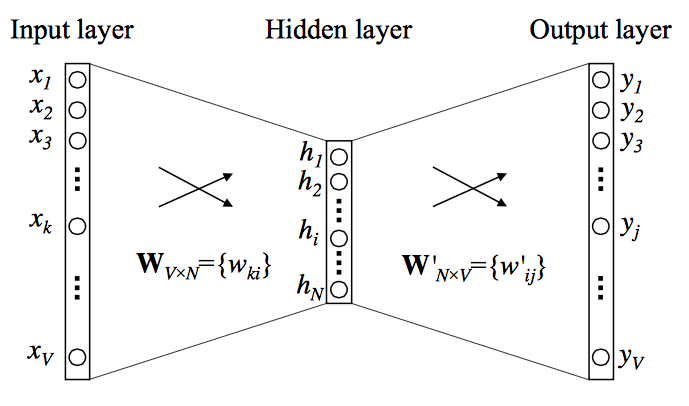 Input layer
Hidden layer
Output layer
x1
x2
x3
xk
xV
WV×N={wki}
h1
h2
hi
hN
W'N×V={w'ij}
y1
y2
y3
yj
yV